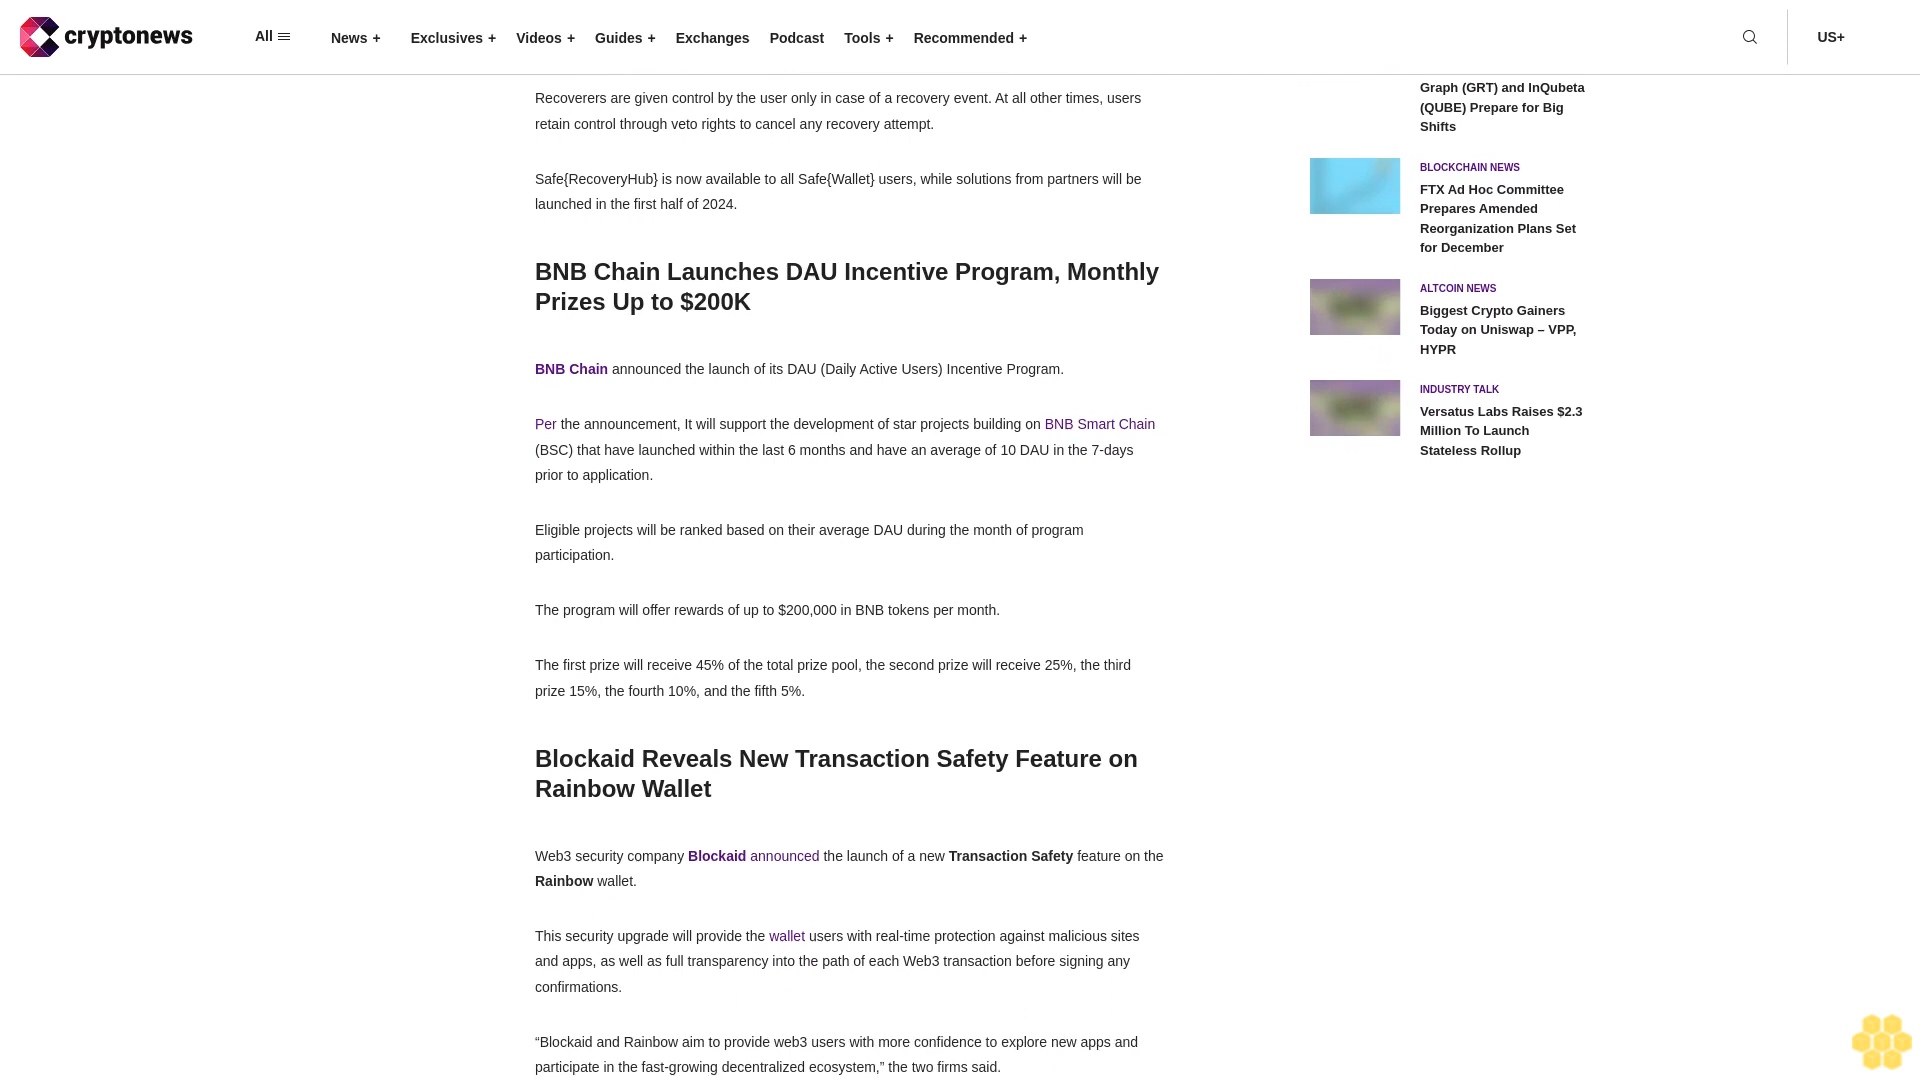 cryptonews
All
News +
Exclusives +
Videos +
Guides +
Exchanges
Podcast
Tools +
Recommended +
US+
Recoverers are given control by the user only in case of a recovery event. At all other times, users
retain control through veto rights to cancel any recovery attempt.
Safe{RecoveryHub} is now available to all Safe{Wallet} users, while solutions from partners will be
launched in the first half of 2024.
BNB Chain Launches DAU Incentive Program, Monthly
Prizes Up to $200K
BNB Chain announced the launch of its DAU (Daily Active Users) Incentive Program.
Per the announcement, It will support the development of star projects building on BNB Smart Chain
(BSC) that have launched within the last 6 months and have an average of 10 DAU in the 7-days
prior to application.
Eligible projects will be ranked based on their average DAU during the month of program
participation.
The program will offer rewards of up to $200,000 in BNB tokens per month.
The first prize will receive 45% of the total prize pool, the second prize will receive 25%, the third
prize 15%, the fourth 10%, and the fifth 5%.
Blockaid Reveals New Transaction Safety Feature on
Rainbow Wallet
Web3 security company Blockaid announced the launch of a new Transaction Safety feature on the
Rainbow wallet.
This security upgrade will provide the wallet users with real-time protection against malicious sites
and apps, as well as full transparency into the path of each Web3 transaction before signing any
confirmations.
“Blockaid and Rainbow aim to provide web3 users with more confidence to explore new apps and
participate in the fast-growing decentralized ecosystem,” the two firms said.
Graph (GRT) and InQubeta
(QUBE) Prepare for Big
Shifts
BLOCKCHAIN NEWS
FTX Ad Hoc Committee
Prepares Amended
Reorganization Plans Set
for December
ALTCOIN NEWS
Biggest Crypto Gainers
Today on Uniswap – VPP,
HYPR
INDUSTRY TALK
Versatus Labs Raises $2.3
Million To Launch
Stateless Rollup